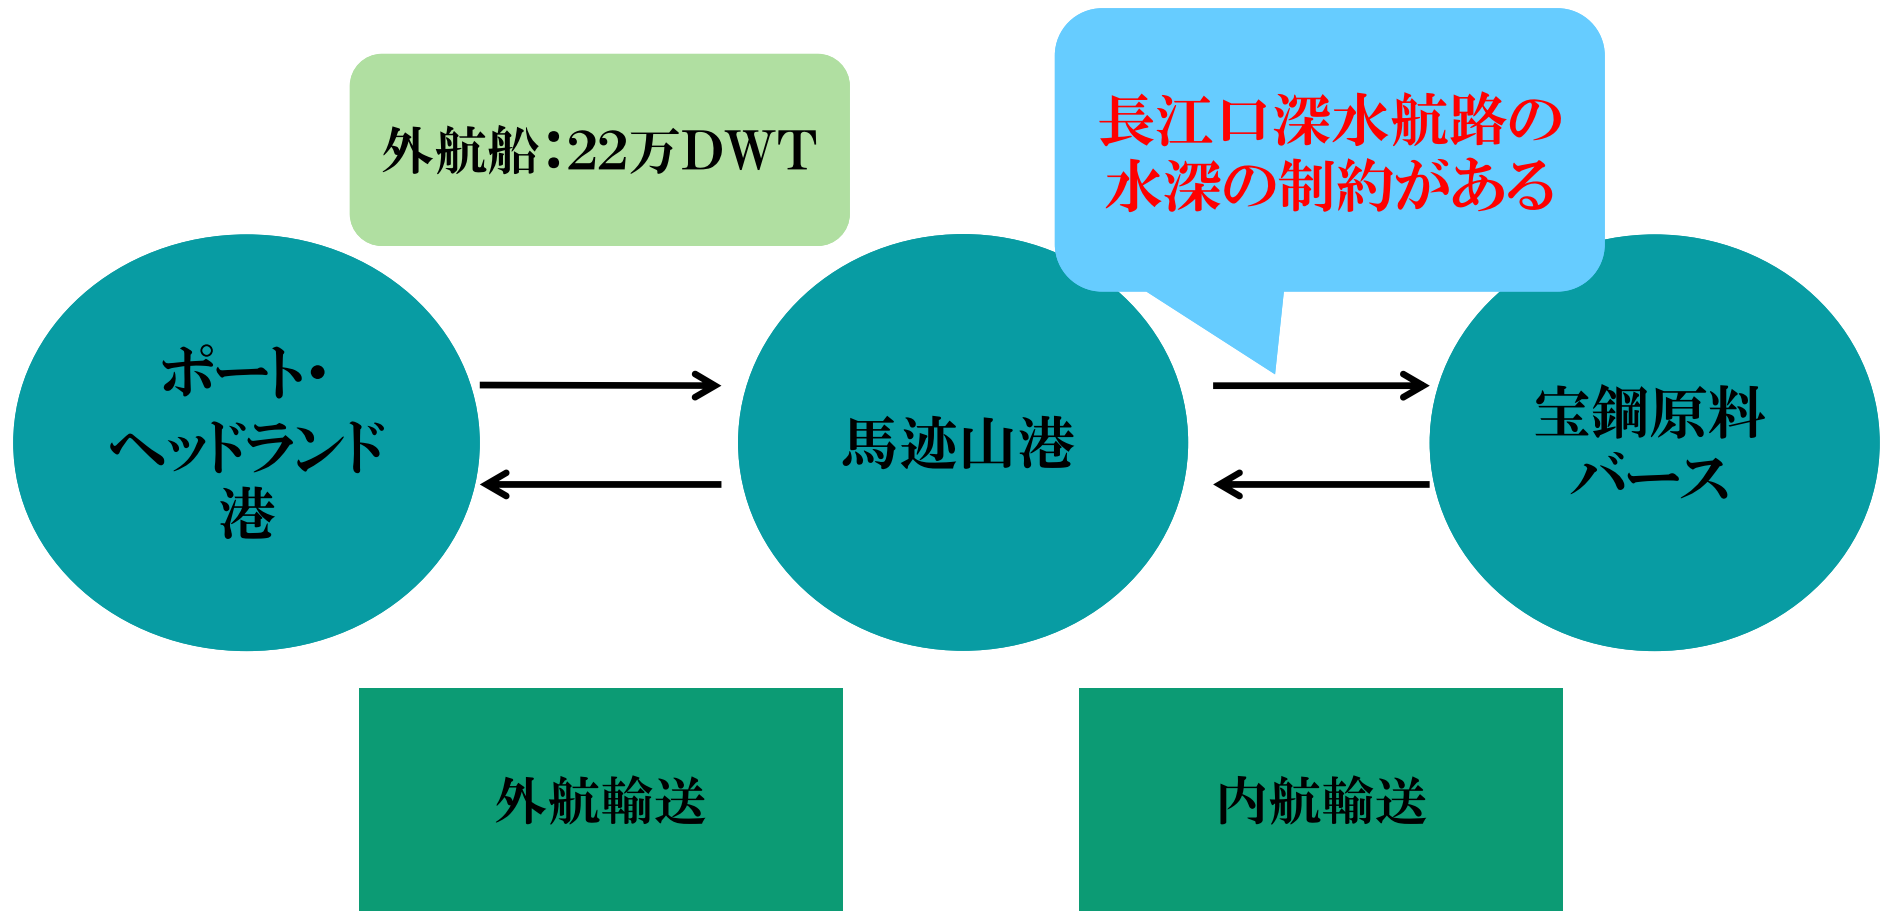 外航船：22万DWT
長江口深水航路の
水深の制約がある
ポート・
ヘッドランド
港
馬迹山港
宝鋼原料
バース
外航輸送
内航輸送